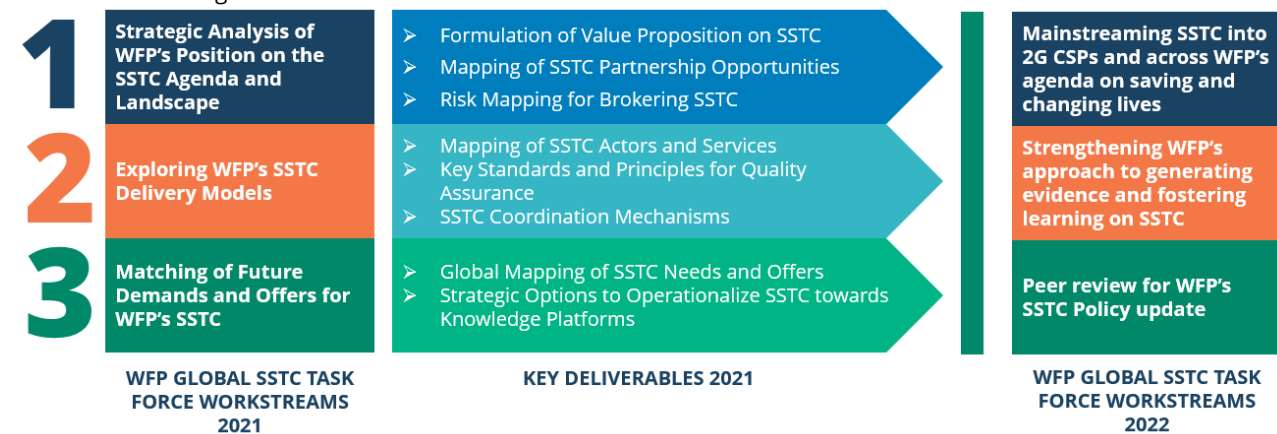 1
Strategic Analysis of
WFP's Position on the
SSTC Agenda and
Landscape
➢ Formulation of Value Proposition on SSTC
➢ Mapping of SSTC Partnership Opportunities
➢ Risk Mapping for Brokering SSTC
Mainstreaming SSTC into
2G CSPs and across WFP's
agenda on saving and
changing lives
2
Exploring WFP's SSTC
Delivery Models
➢ Mapping of SSTC Actors and Services
➢ Key Standards and Principles for Quality
Assurance
➢ SSTC Coordination Mechanisms
Strengthening WFP's
approach to generating
evidence and fostering
learning on SSTC
3
Matching of Future
Demands and Offers for
WFP's SSTC
➢ Global Mapping of SSTC Needs and Offers
➢ Strategic Options to Operationalize SSTC towards
Knowledge Platforms
Peer review for WFP's
SSTC Policy update
WFP GLOBAL SSTC TASK
FORCE WORKSTREAMS
2021
KEY DELIVERABLES 2021
WFP GLOBAL SSTC TASK
FORCE WORKSTREAMS
2022